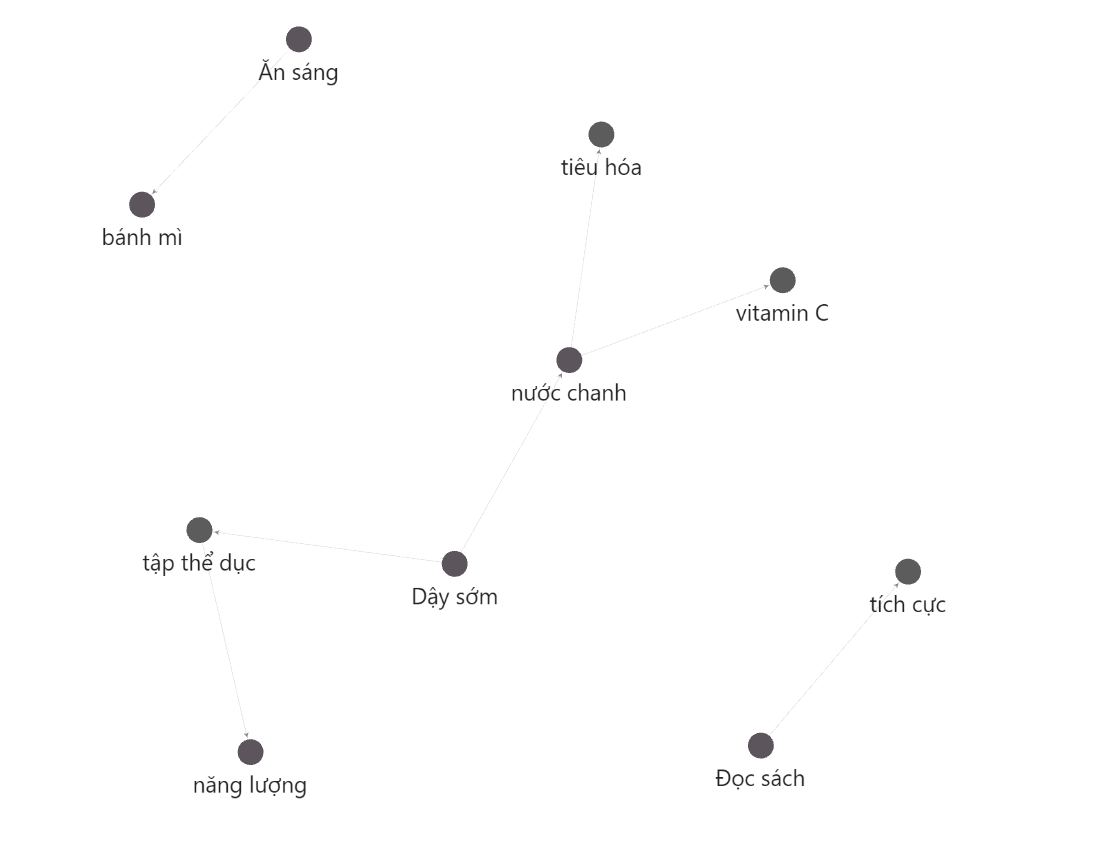 Ăn sáng
tiêu hóa
bánh mì
vitamin C
nước chanh
tập thể dục
Dậy sớm
tích cực
năng lượng
Đọc sách